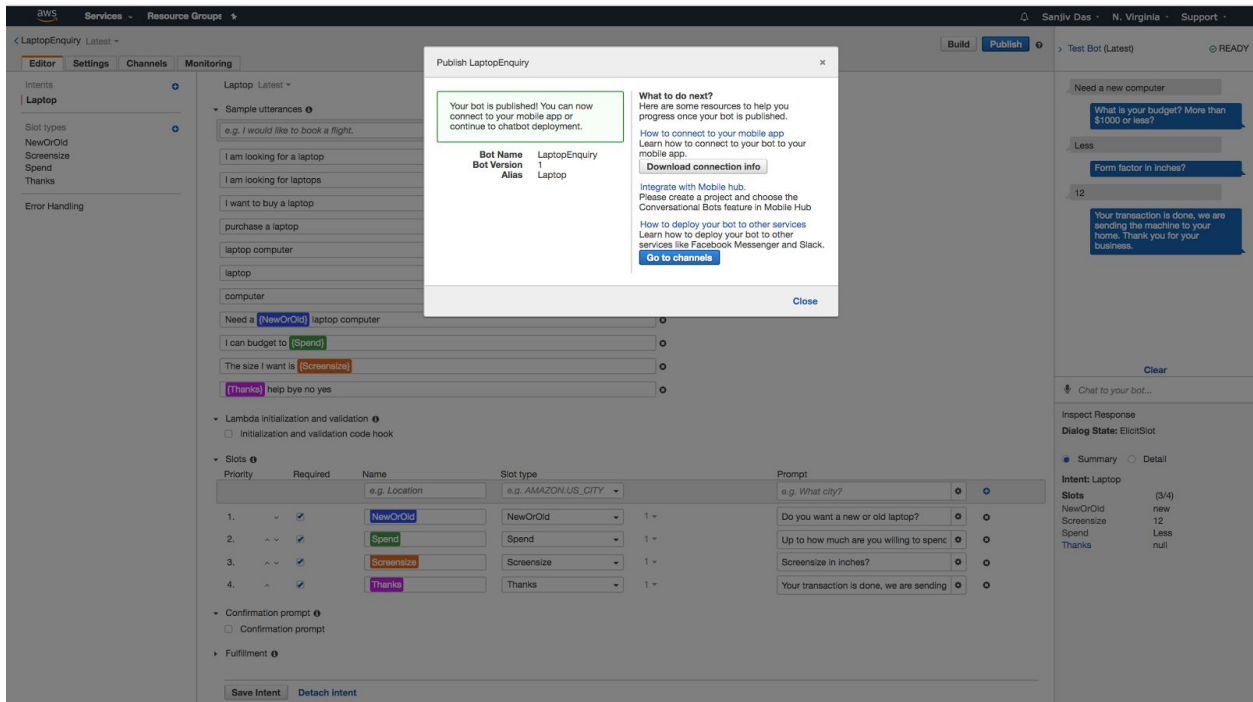 aws Services Resource Groups Sanjiv Das N. Virginia Support
< LaptopEnquiry Latest
Build Publish
Editor Settings Channels Monitoring
Intents
Laptop
Slot types
NewOrOld
Screensize
Spend
Thanks
Error Handling
Laptop Latest
Sample utterances
e.g. I would like to book a flight.
I am looking for a laptop
I am looking for laptops
I want to buy a laptop
purchase a laptop
laptop computer
laptop
computer
Need a {NewOrOld} laptop computer
I can budget to {Spend}
The size I want is {Screensize}
{Thanks} help bye no yes
Lambda initialization and validation
Initialization and validation code hook
Slots
Priority Required Name Slot type Prompt
e.g. Location e.g. AMAZON.US_CITY e.g. What city?
1. NewOrOld NewOrOld 1 Do you want a new or old laptop?
2. Spend Spend 1 Up to how much are you willing to spenc
3. Screensize Screensize 1 Screensize in inches?
4. Thanks Thanks 1 Your transaction is done, we are sending
Confirmation prompt
Confirmation prompt
Fulfillment
Save Intent Detach intent
Publish LaptopEnquiry ×
Your bot is published! You can now
connect to your mobile app or
continue to chatbot deployment.
Bot Name LaptopEnquiry
Bot Version 1
Alias Laptop
What to do next?
Here are some resources to help you
progress once your bot is published.
How to connect to your mobile app
Learn how to connect to your bot to your
mobile app.
Download connection info
Integrate with Mobile hub.
Please create a project and choose the
Conversational Bots feature in Mobile Hub
How to deploy your bot to other services
Learn how to deploy your bot to other
services like Facebook Messenger and Slack.
Go to channels
Close
> Test Bot (Latest) READY
Need a new computer
What is your budget? More than
$1000 or less?
Less
Form factor in inches?
12
Your transaction is done, we are
sending the machine to your
home. Thank you for your
business.
Clear
Chat to your bot...
Inspect Response
Dialog State: ElicitSlot
Summary Detail
Intent: Laptop
Slots (3/4)
NewOrOld new
Screensize 12
Spend Less
Thanks null